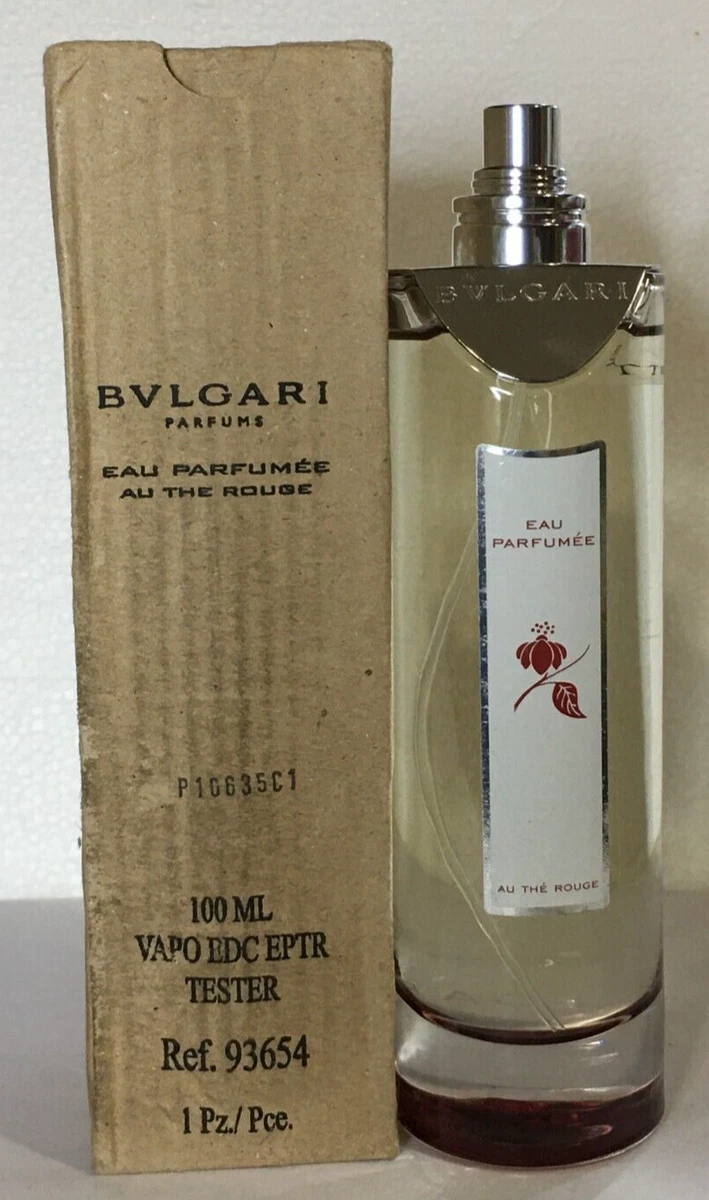 BVLGARI
PARFUMS
EAU PARFUMÉE
AU THE ROUGE
P10635C1
100 ML
VAPO EDC EPTR
TESTER
Ref. 93654
1 Pz./ Pce.
BVLGARI
EAU
PARFUMÉE
AU THÉ ROUGE